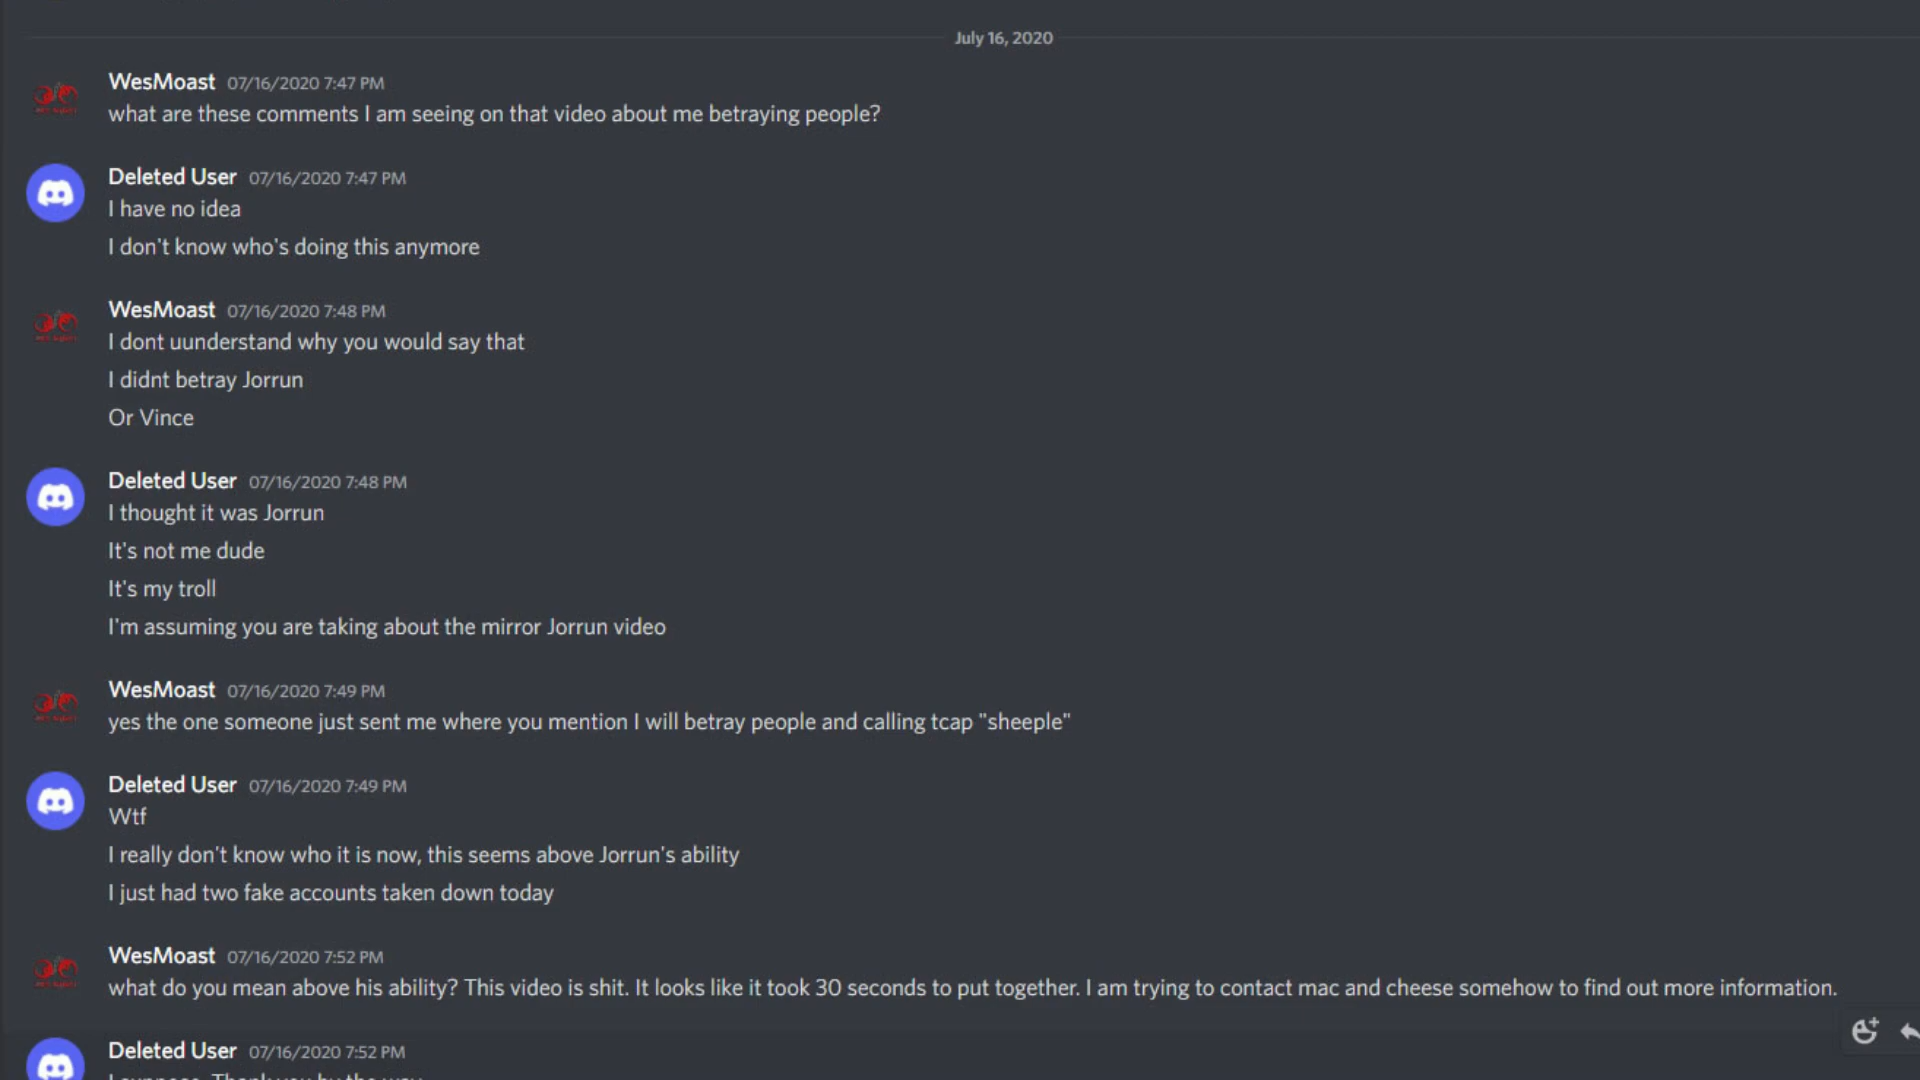 July 16, 2020
WesMoast 07/16/2020 7:47 PM
what are these comments I am seeing on that video about me betraying people?
Deleted User 07/16/2020 7:47 PM
I have no idea
I don't know who's doing this anymore
WesMoast 07/16/2020 7:48 PM
I dont uunderstand why you would say that
I didnt betray Jorrun
Or Vince
Deleted User 07/16/2020 7:48 PM
I thought it was Jorrun
It's not me dude
It's my troll
I'm assuming you are taking about the mirror Jorrun video
WesMoast 07/16/2020 7:49 PM
yes the one someone just sent me where you mention I will betray people and calling tcap "sheeple"
Deleted User 07/16/2020 7:49 PM
Wtf
I really don't know who it is now, this seems above Jorrun's ability
I just had two fake accounts taken down today
WesMoast 07/16/2020 7:52 PM
what do you mean above his ability? This video is shit. It looks like it took 30 seconds to put together. I am trying to contact mac and cheese somehow to find out more information.
Deleted User 07/16/2020 7:52 PM
I suppose. Thank you by the way